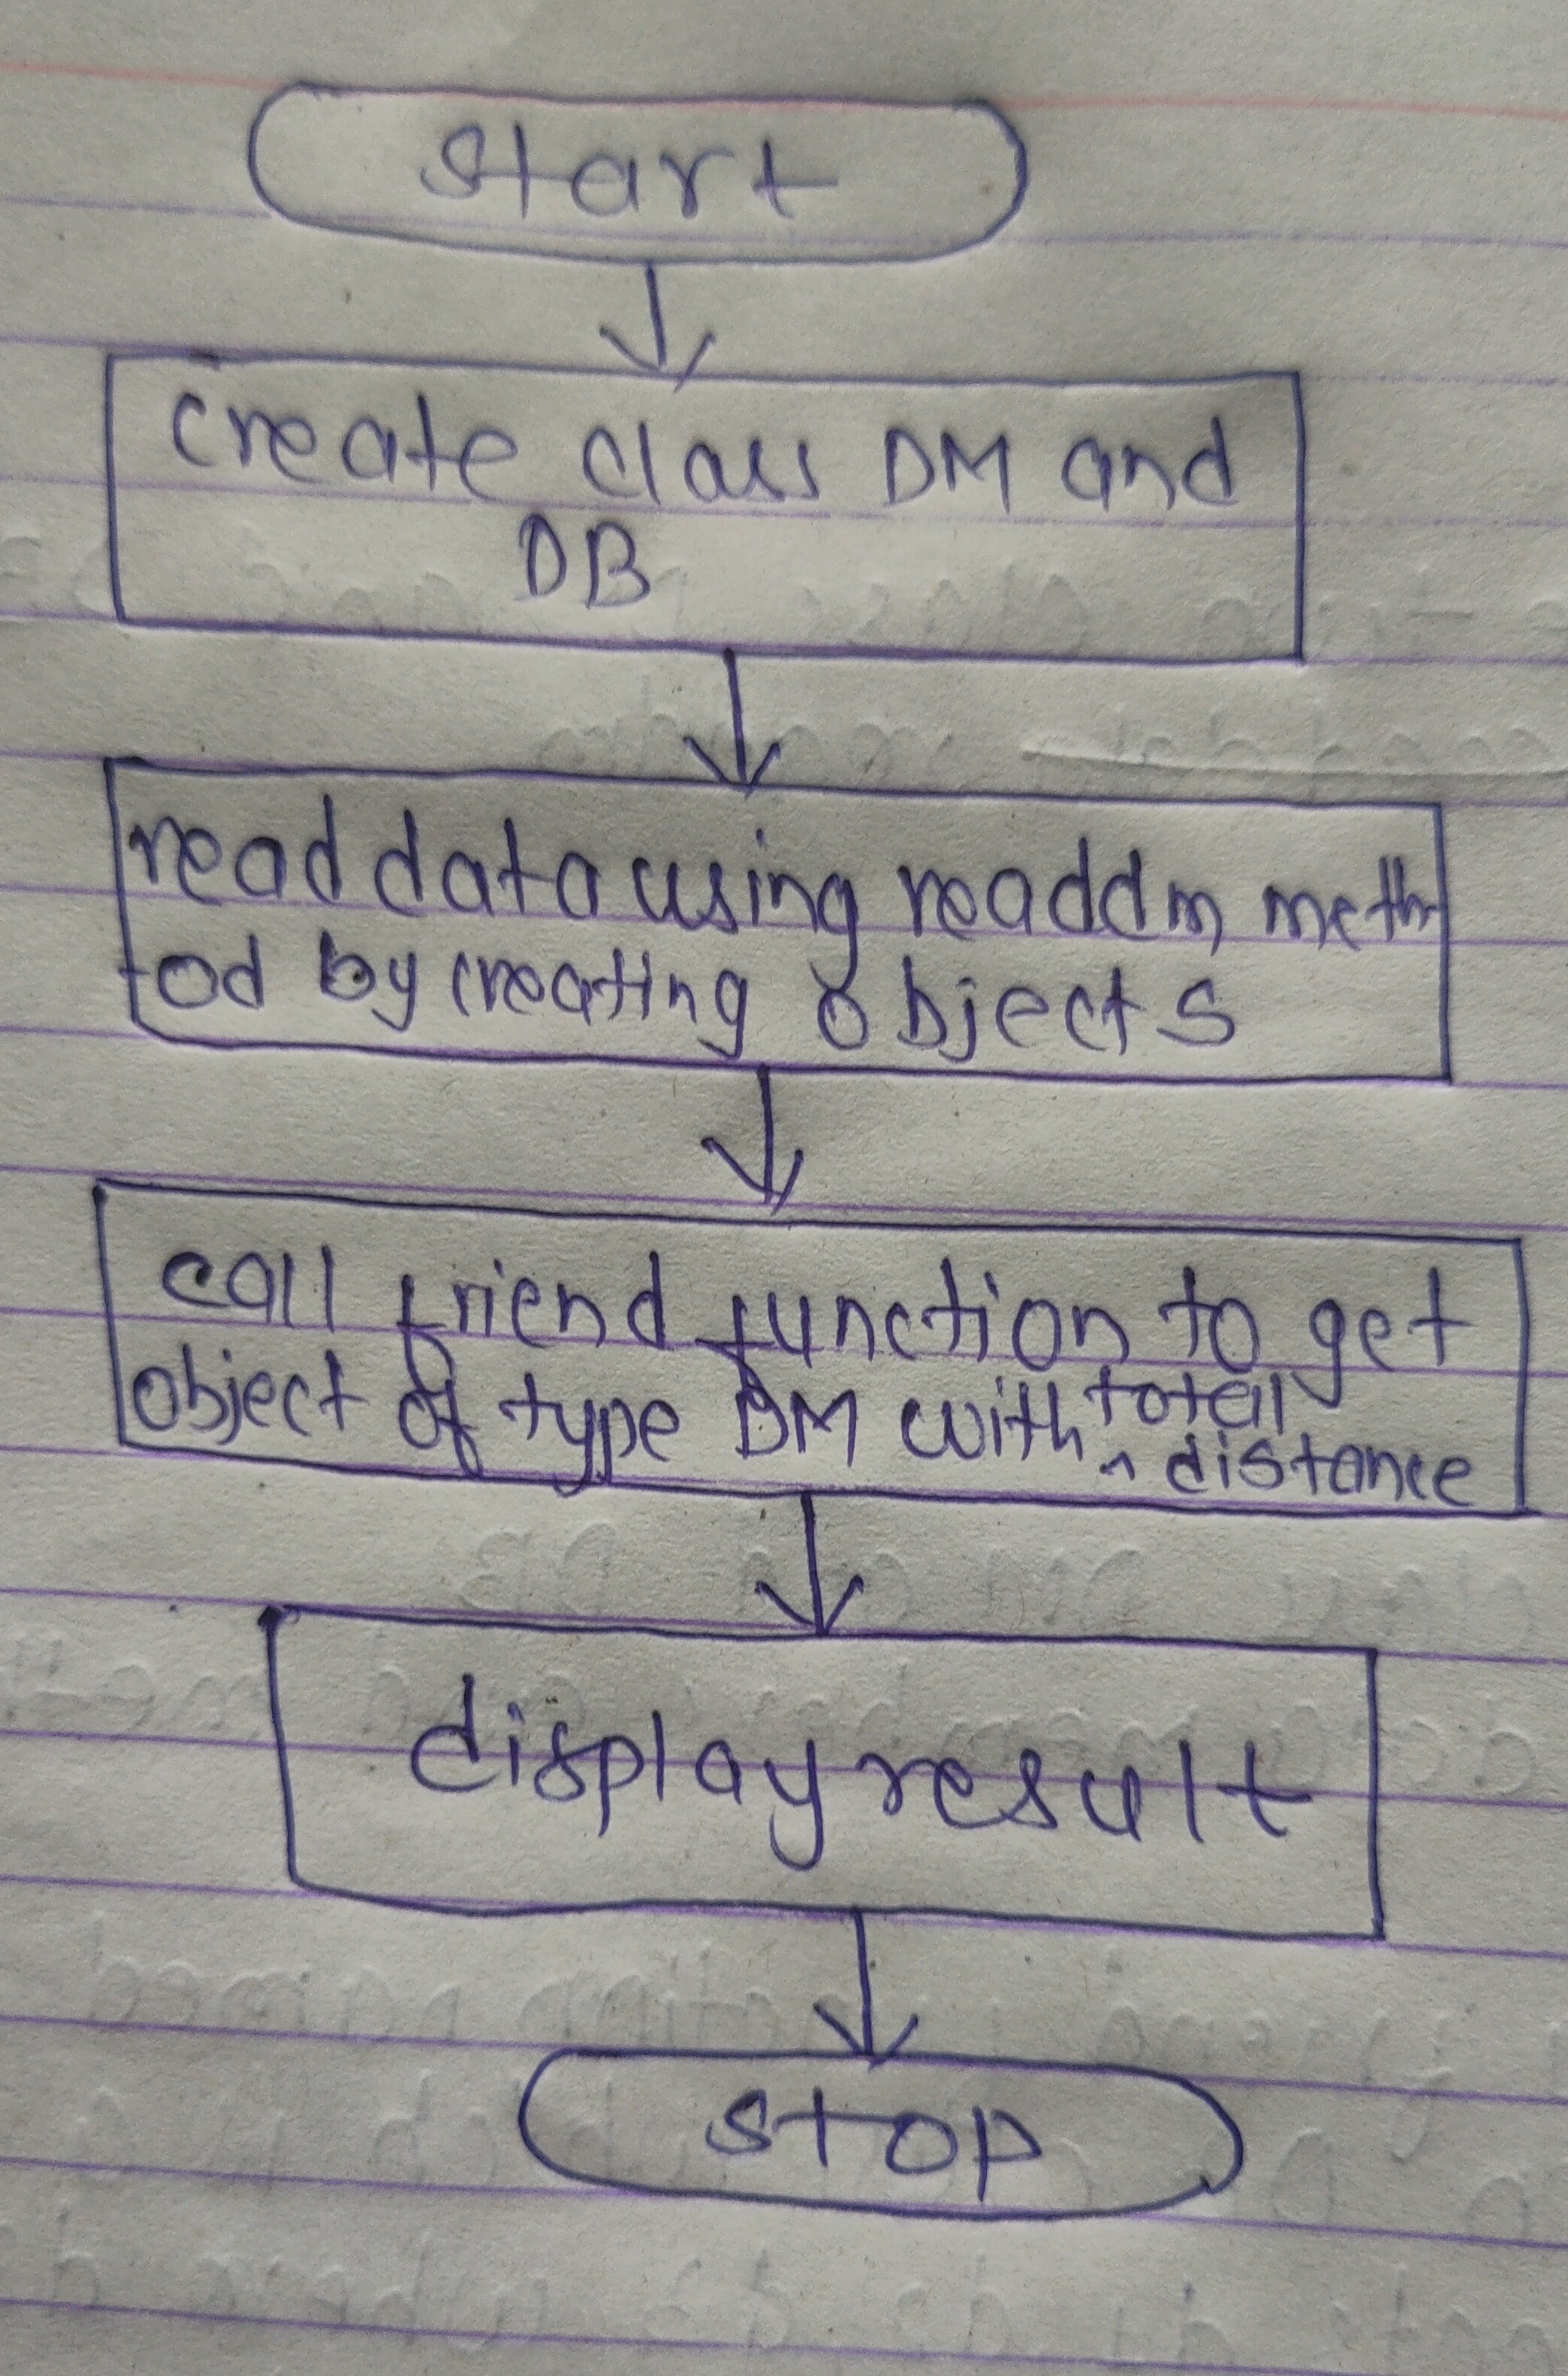 start
create class DM and
DB
read data using readdm meth
od by creating objects
call friend function to get
object of type DM with total distance
display result
stop